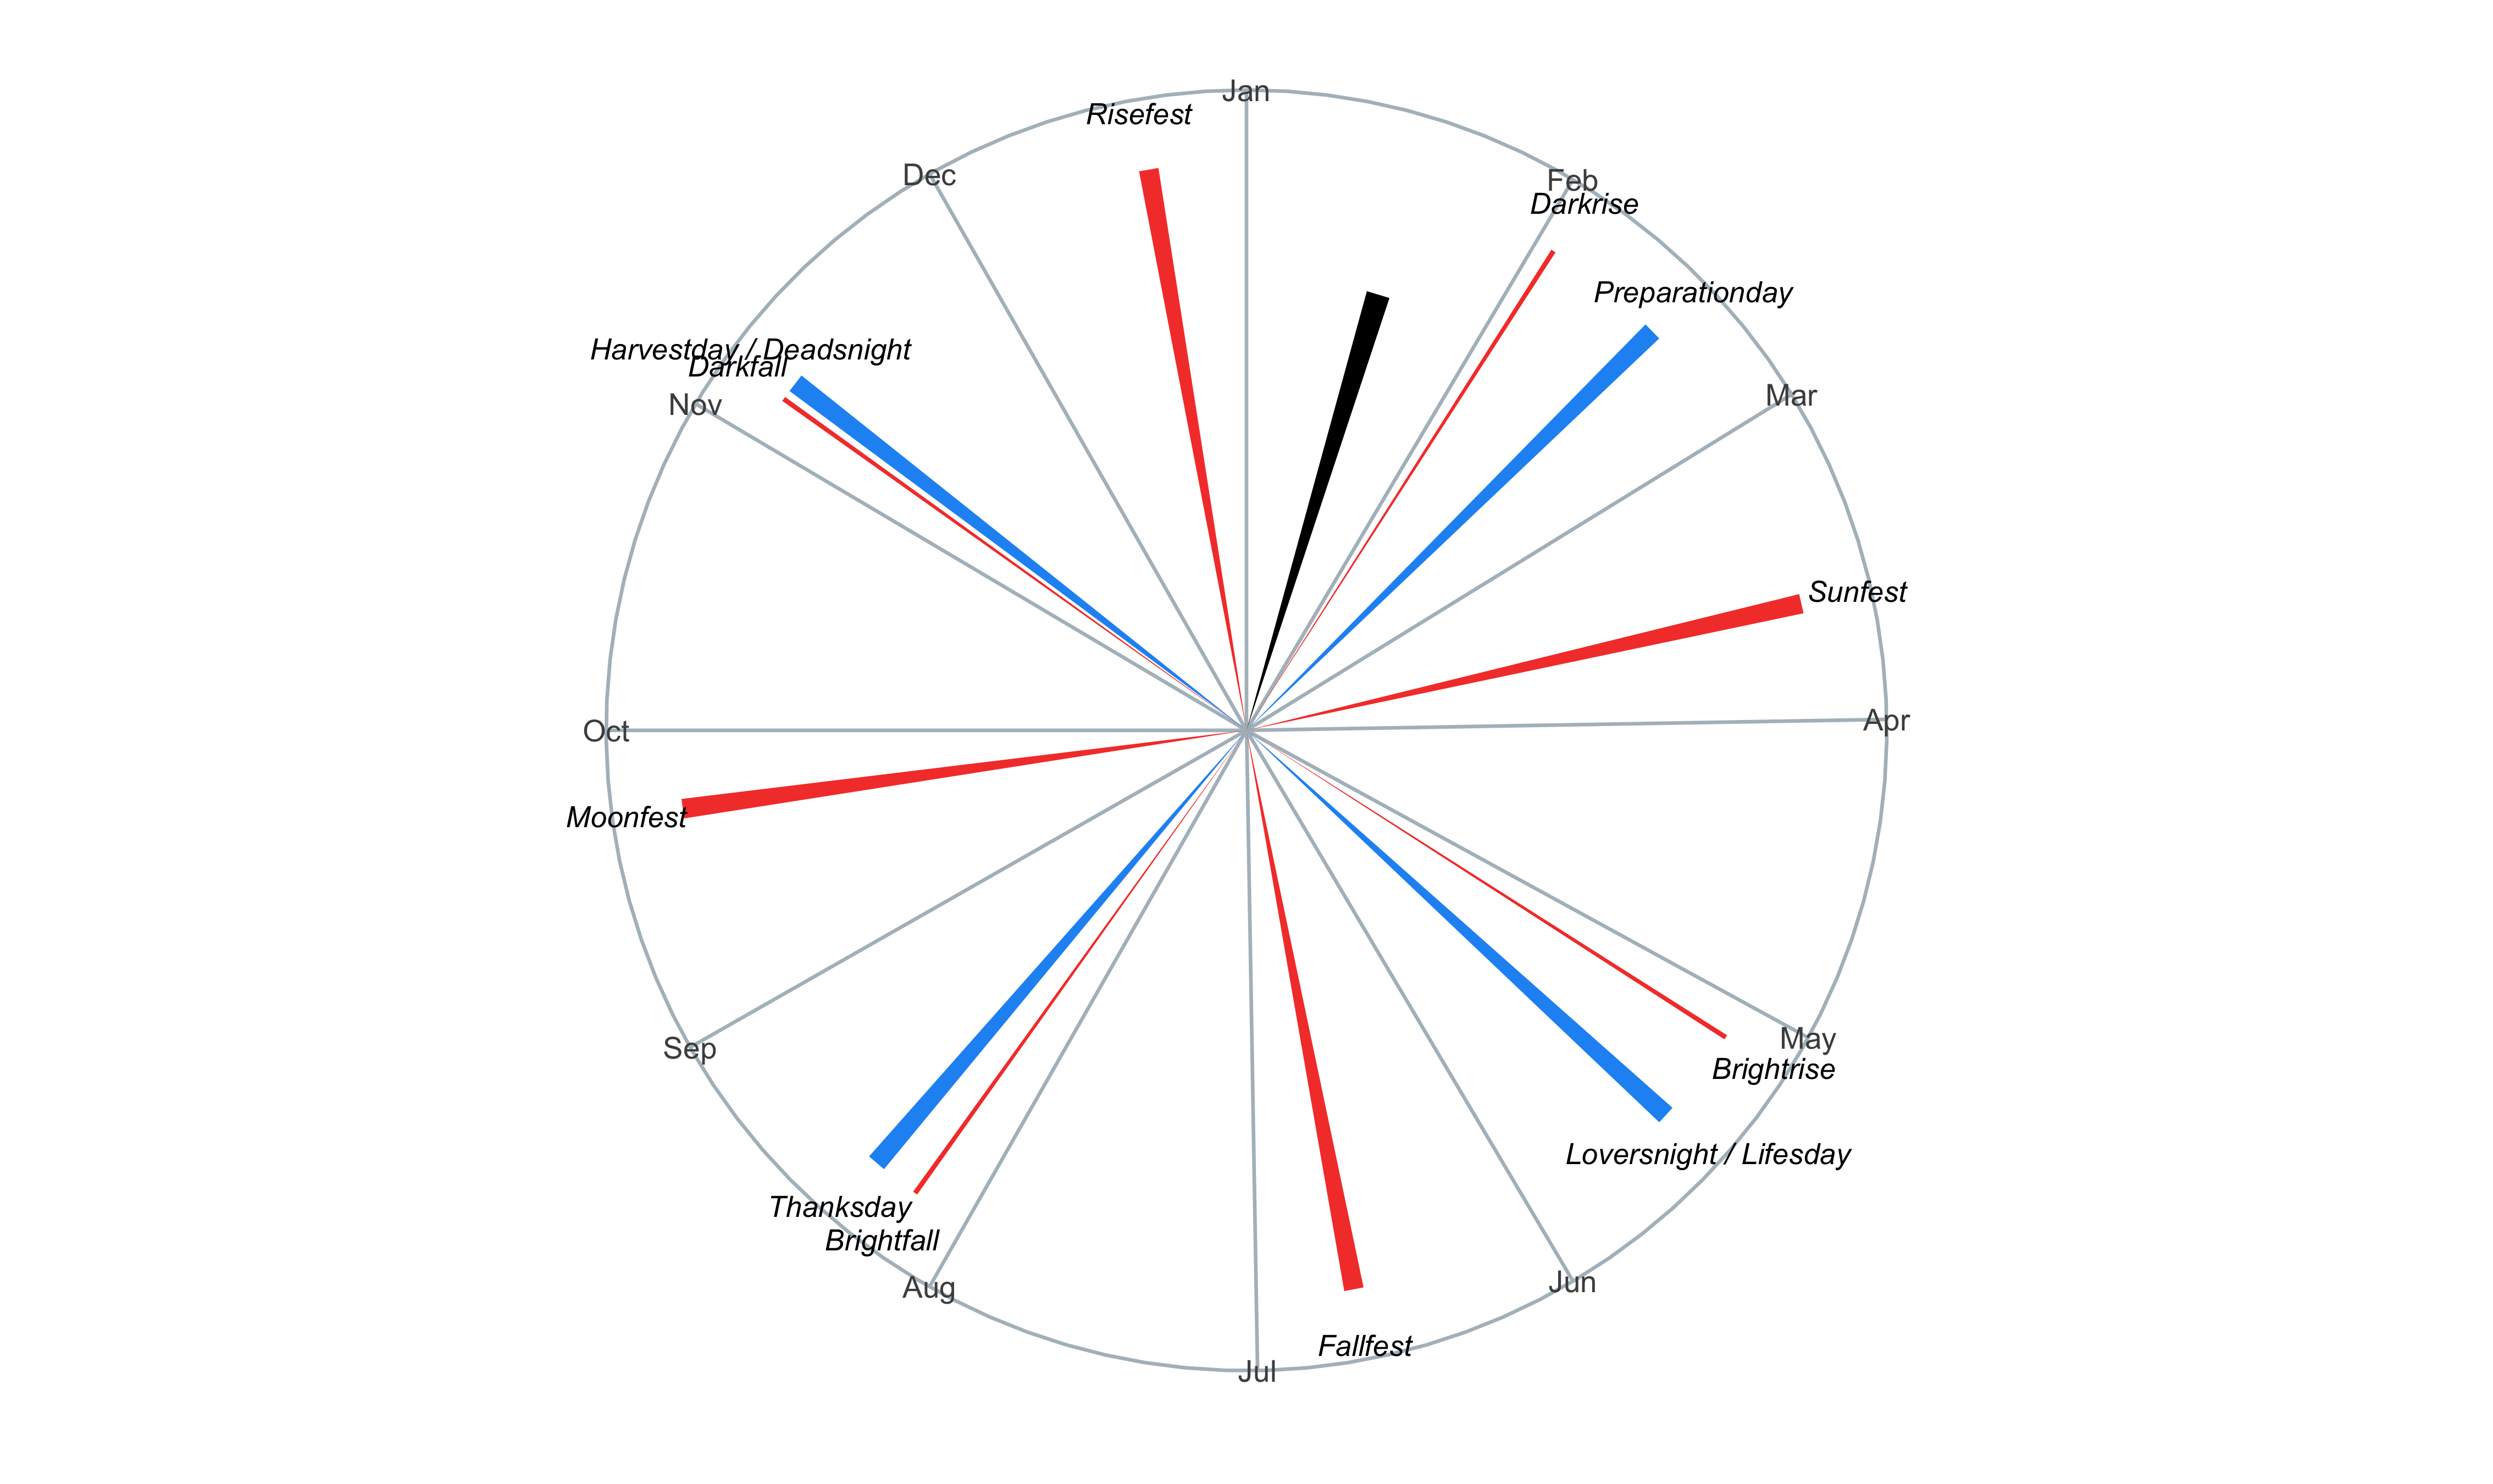 Jan
Risefest
Dec
Feb
Darkrise
Preparationday
Harvestday / Deadsnight
Darkfall
Nov
Mar
Sunfest
Oct
Apr
Moonfest
May
Sep
Brightrise
Loversnight / Lifesday
Thanksday
Brightfall
Aug
Jun
Fallfest
Jul